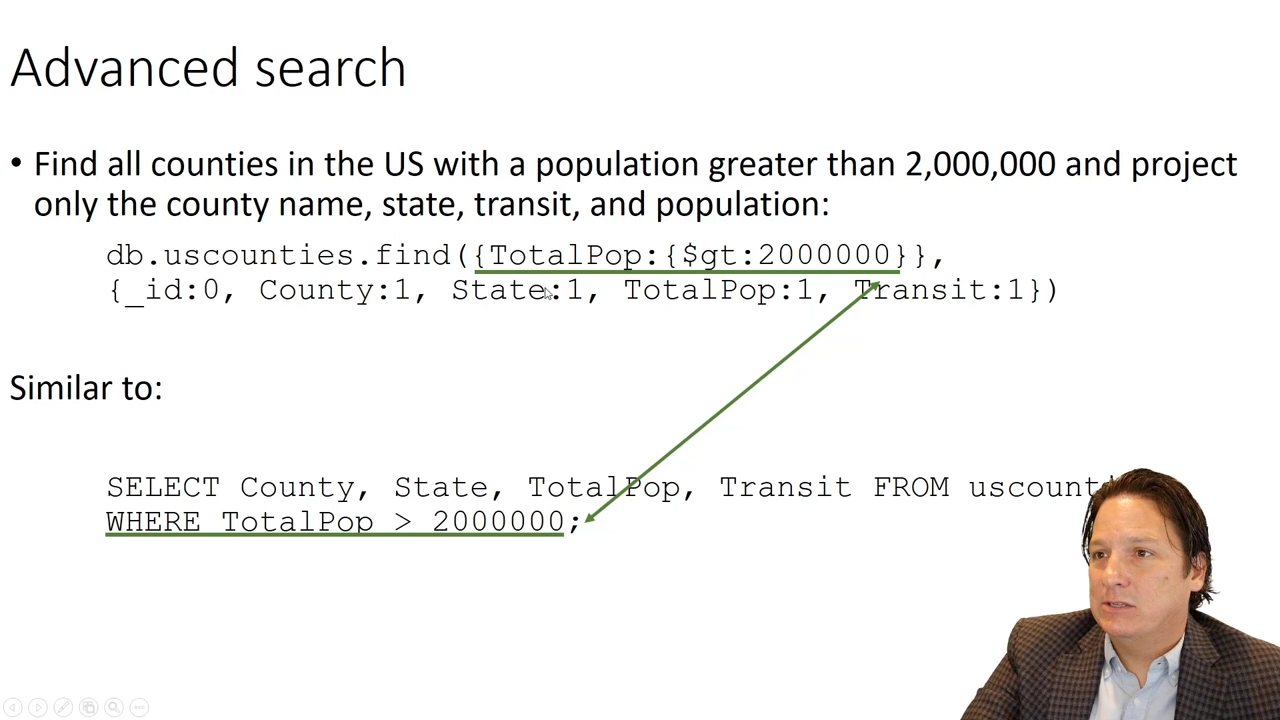 Advanced search
• Find all counties in the US with a population greater than 2,000,000 and project
only the county name, state, transit, and population:
db.uscounties.find({TotalPop:{$gt:2000000}},
{_id:0, County:1, State:1, TotalPop:1, Transit:1})
Similar to:
SELECT County, State, TotalPop, Transit FROM
WHERE TotalPop > 2000000;